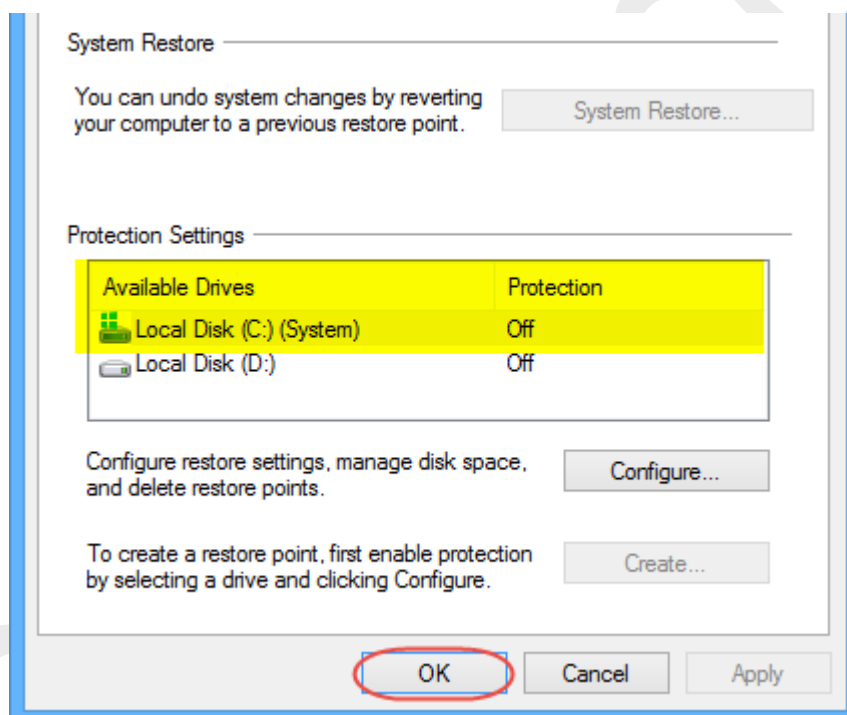 System Restore
You can undo system changes by reverting
your computer to a previous restore point.
System Restore...
Protection Settings
Available Drives Protection
Local Disk (C:) (System) Off
Local Disk (D:) Off
Configure restore settings, manage disk space,
and delete restore points.
Configure...
To create a restore point, first enable protection
by selecting a drive and clicking Configure.
Create...
OK Cancel Apply